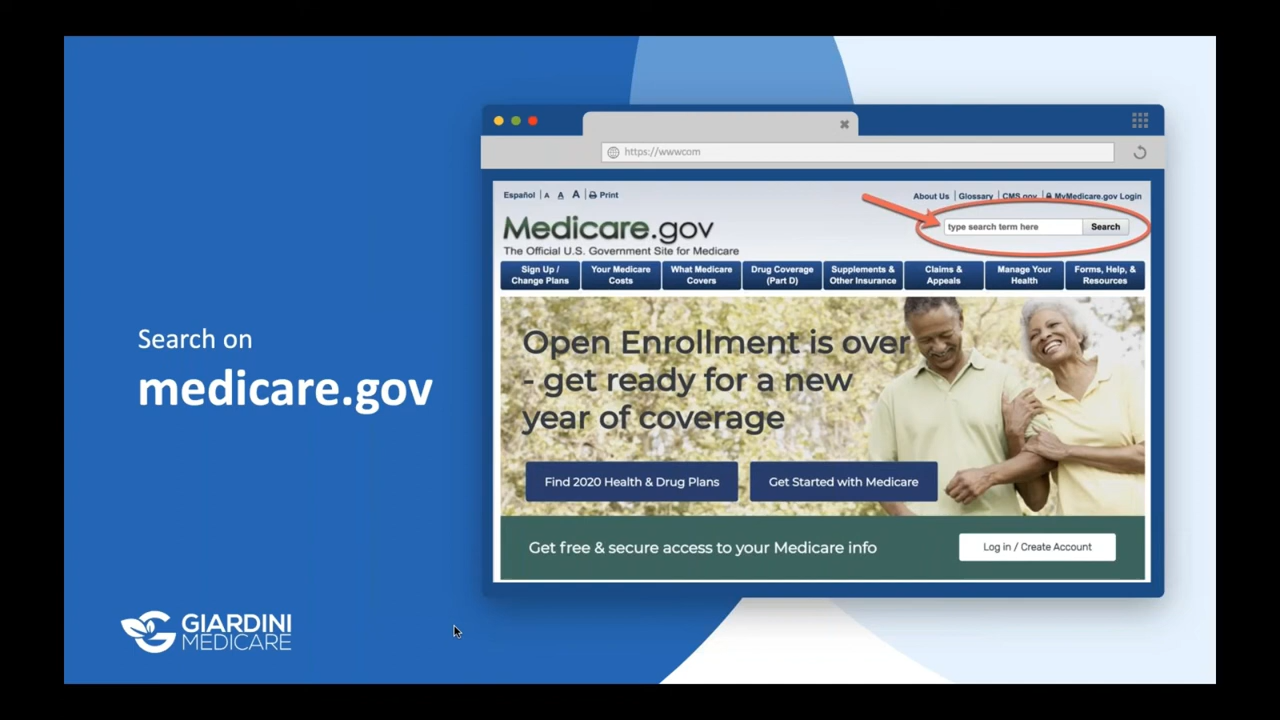 Search on
medicare.gov
GIARDINI
MEDICARE
https://wwwcom
Español | A A A | Print
About Us | Glossary | CMS.gov | MyMedicare.gov Login
Medicare.gov
The Official U.S. Government Site for Medicare
type search term here
Search
Sign Up /
Change Plans
Your Medicare
Costs
What Medicare
Covers
Drug Coverage
(Part D)
Supplements &
Other Insurance
Claims &
Appeals
Manage Your
Health
Forms, Help, &
Resources
Open Enrollment is over
- get ready for a new
year of coverage
Find 2020 Health & Drug Plans
Get Started with Medicare
Get free & secure access to your Medicare info
Log in / Create Account